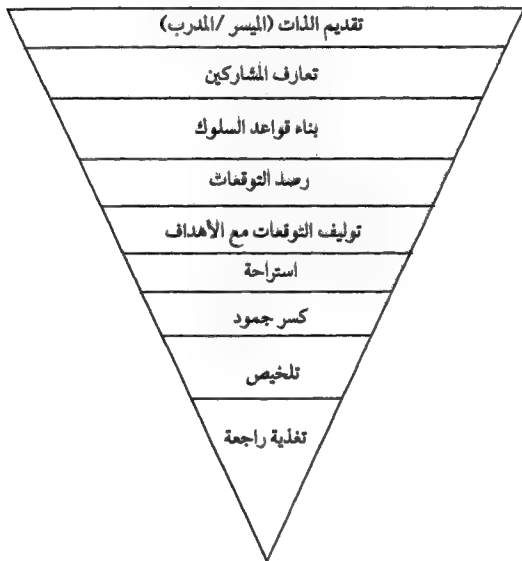 تقديم الذات (الميسر /المدرب)
تعارف المشاركين
بناء قواعد السلوك
رصد التوقعات
توليف التوقعات مع الأهداف
استراحة
كسر جمود
تلخيص
تغذية راجعة